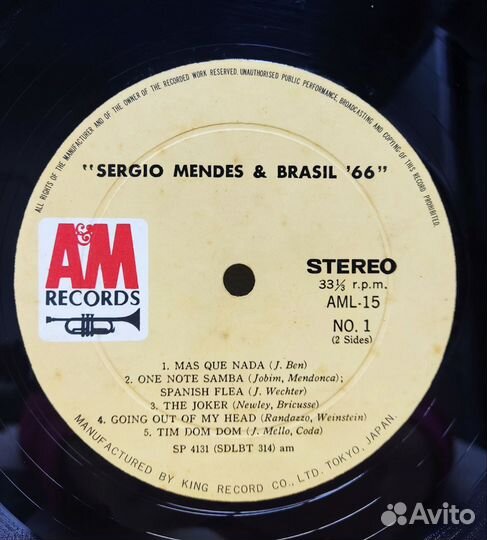 ALL RIGHTS OF THE MANUFACTURER AND OF THE OWNER OF THE RECORDED WORK RESERVED. UNAUTHORISED PUBLIC PERFORMANCE, BROADCASTING AND COPYING OF THIS RECORD PROHIBITED.
"SERGIO MENDES & BRASIL '66"
A&M
RECORDS
STEREO
33⅓ r.p.m.
AML-15
NO. 1
(2 Sides)
1. MAS QUE NADA (J. Ben)
2. ONE NOTE SAMBA (Jobim, Mendonca);
SPANISH FLEA (J. Wechter)
3. THE JOKER (Newley, Bricusse)
4. GOING OUT OF MY HEAD (Randazzo, Weinstein)
5. TIM DOM DOM (J. Mello, Coda)
SP 4131 (SDLBT 314) am
MANUFACTURED BY KING RECORD CO., LTD. TOKYO, JAPAN.
Avito